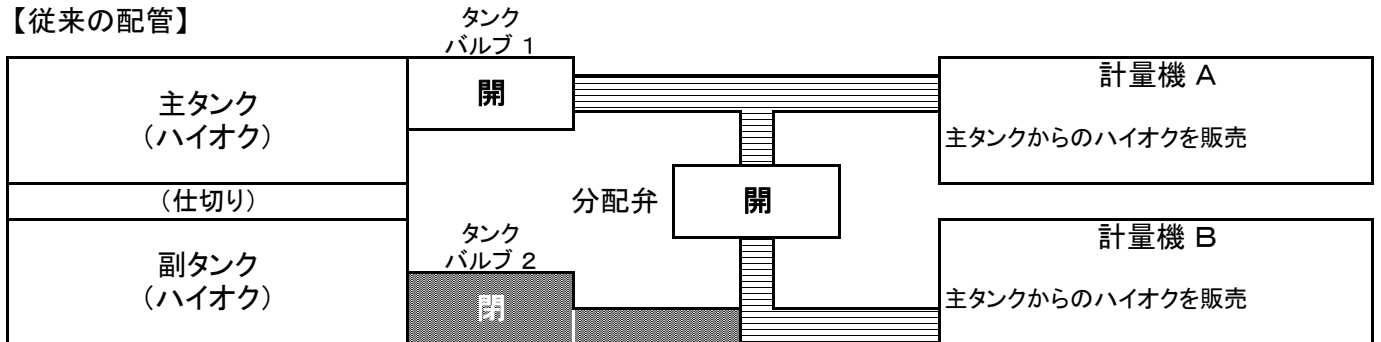 【従来の配管】
タンク
バルブ 1
主タンク
（ハイオク）
開
計量機 A
主タンクからのハイオクを販売
（仕切り）
分配弁
開
副タンク
（ハイオク）
タンク
バルブ 2
閉
計量機 B
主タンクからのハイオクを販売